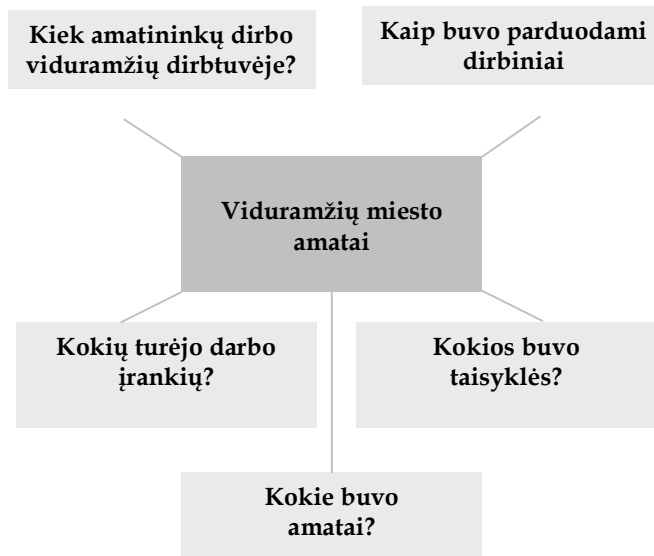 Kiek amatininkų dirbo
viduramžių dirbtuvėje?
Kaip buvo parduodami
dirbiniai
Viduramžių miesto
amatai
Kokių turėjo darbo
įrankių?
Kokios buvo
taisyklės?
Kokie buvo
amatai?